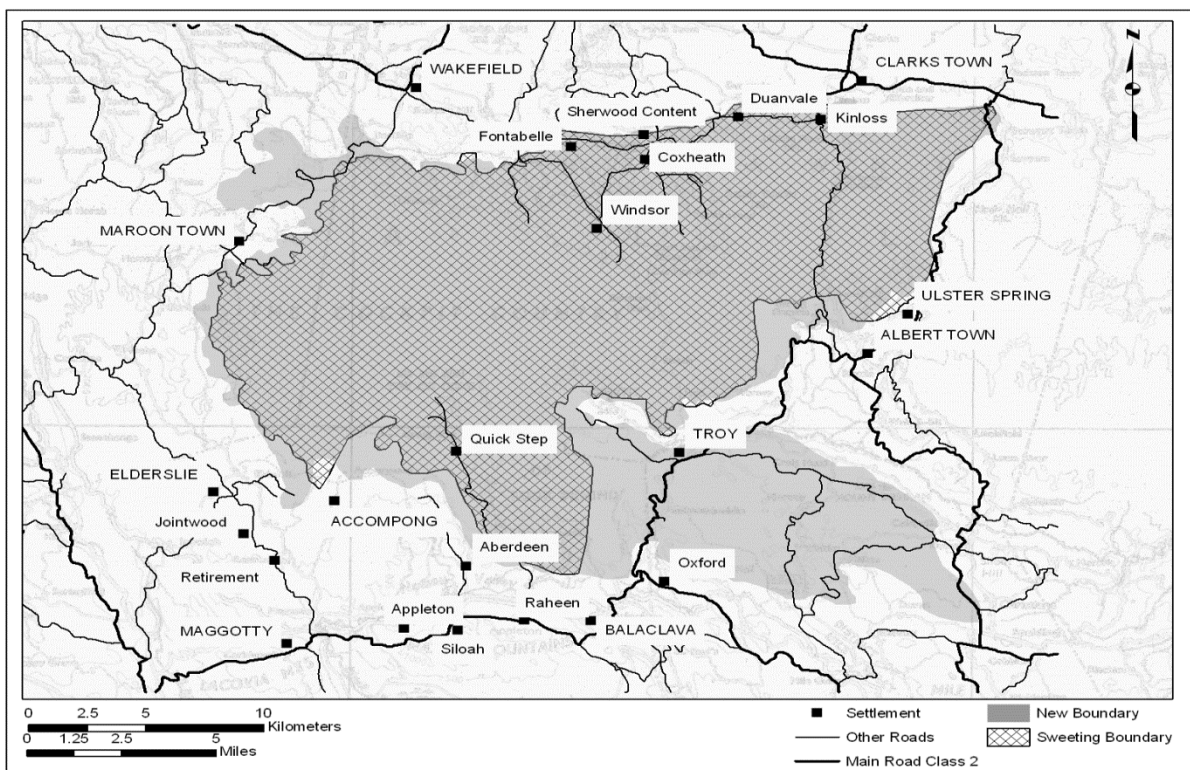 N
WAKEFIELD
CLARKS TOWN
Duanvale
Sherwood Content
Kinloss
Fontabelle
Coxheath
Windsor
MAROON TOWN
ULSTER SPRING
ALBERT TOWN
Quick Step
TROY
ELDERSLIE
ACCOMPONG
Jointwood
Aberdeen
Oxford
Retirement
Appleton
Raheen
MAGGOTTY
Siloah
BALACLAVA
0 2.5 5 10
Kilometers
0 1.25 2.5 5
Miles
Settlement
Other Roads
Main Road Class 2
New Boundary
Sweeting Boundary